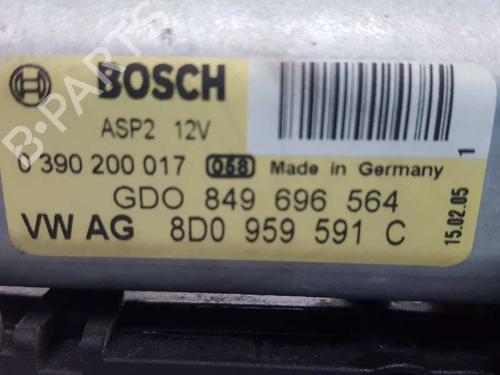 BOSCH
ASP2 12V
0 390 200 017 068 Made in Germany
GDO 849 696 564
VW AG 8D0 959 591 C
15.02.05 1
B-PARTS